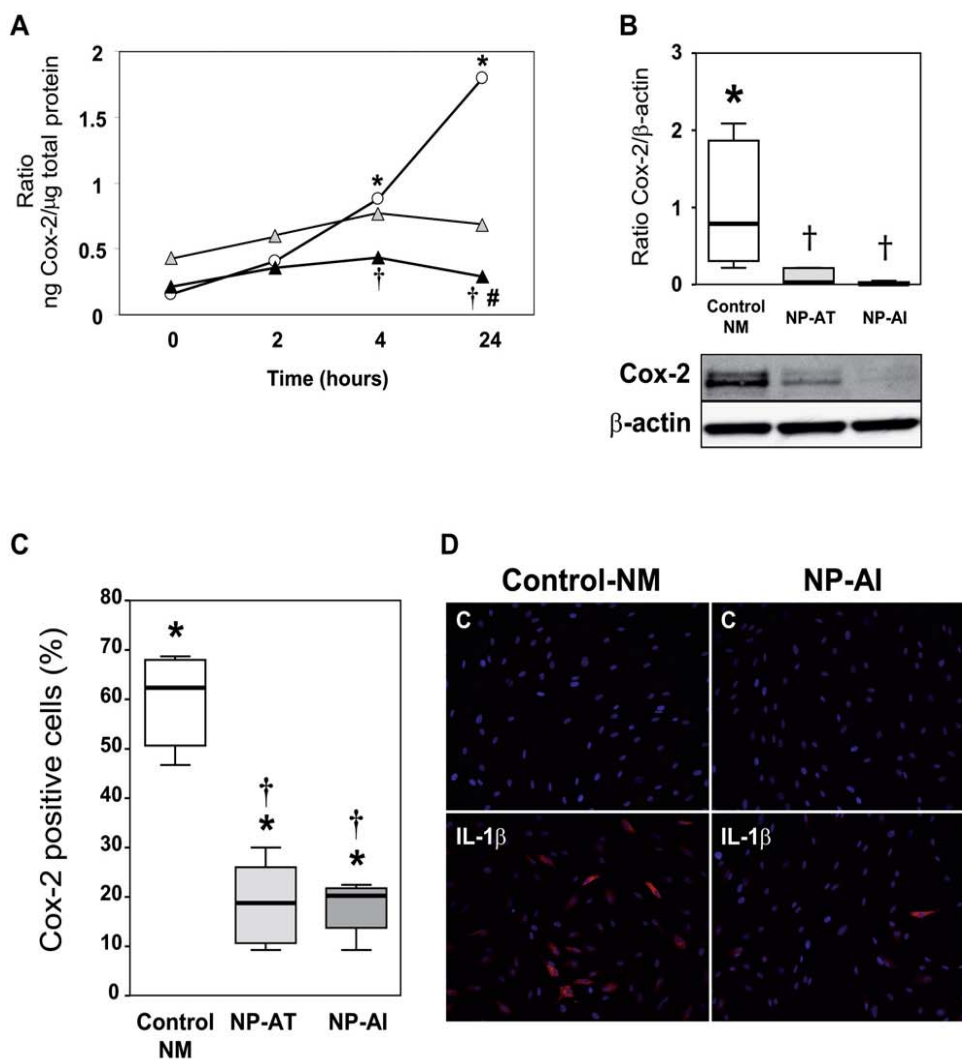 A
Ratio
ng Cox-2/μg total protein
2
1.5
1
0.5
0
*
*
†
† #
0 2 4 24
Time (hours)
B
Ratio Cox-2/β-actin
3
2
1
0
*
†
†
Control
NM
NP-AT
NP-AI
Cox-2
β-actin
C
Cox-2 positive cells (%)
80
70
60
50
40
30
20
10
0
*
†
*
†
*
Control
NM
NP-AT
NP-AI
D
Control-NM
NP-AI
C
C
IL-1β
IL-1β